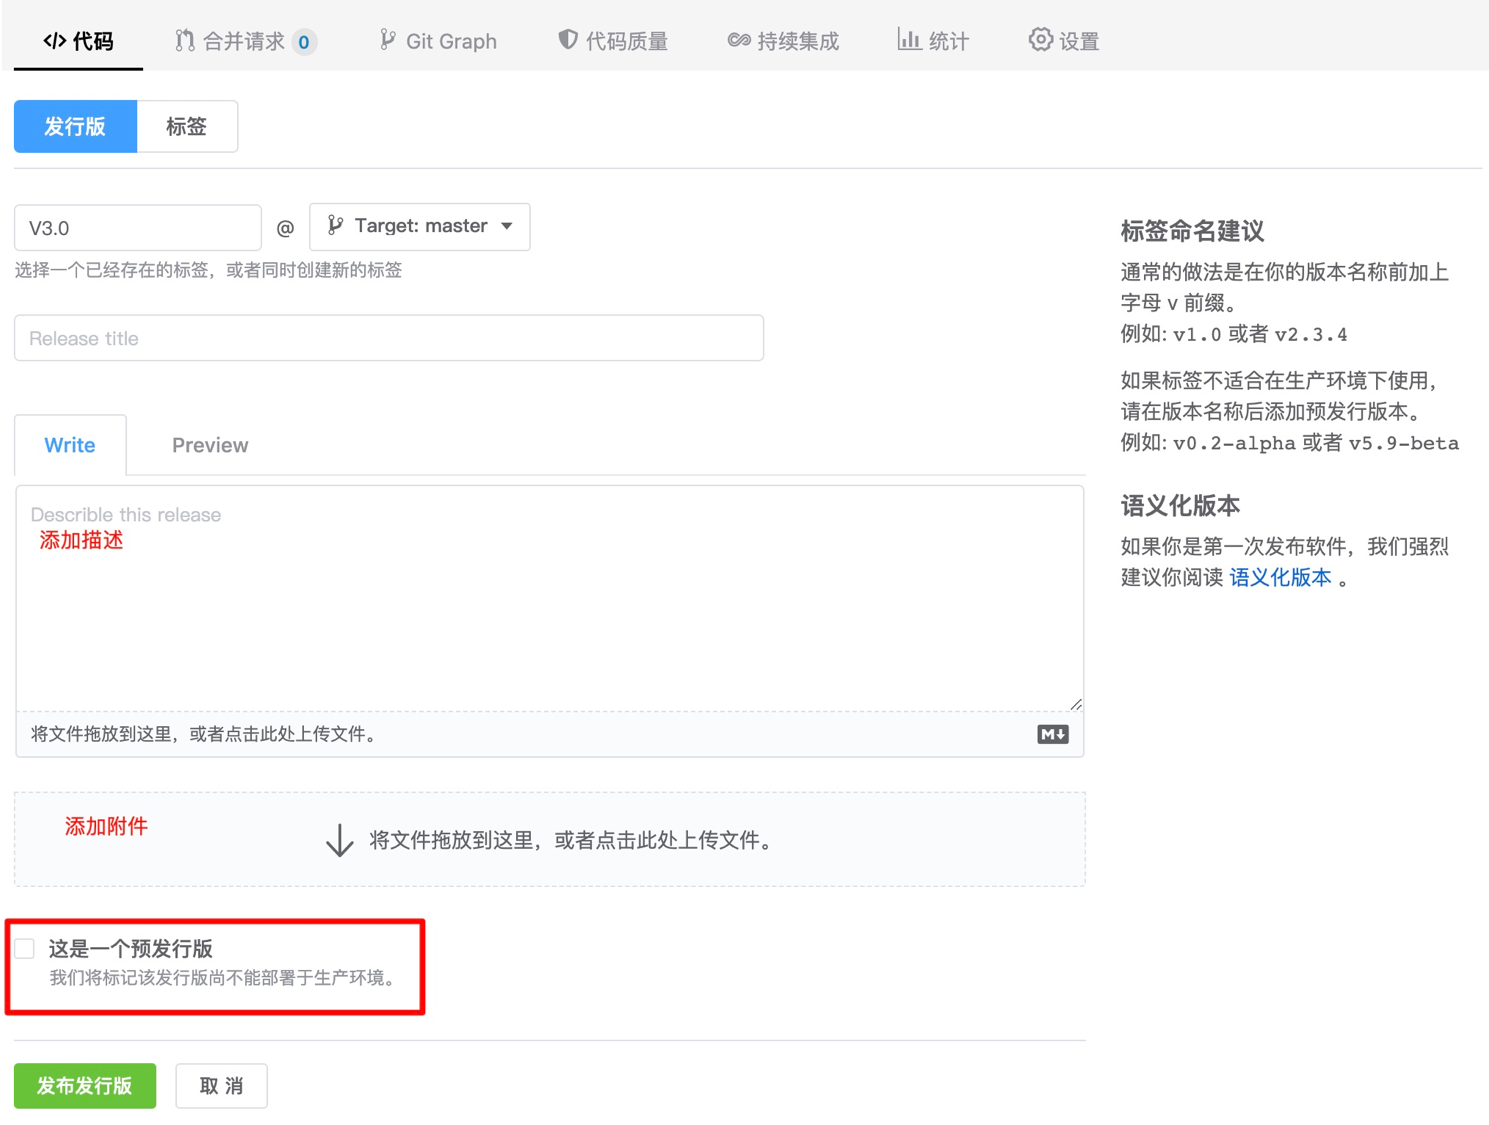 代码 合并请求 0 Git Graph 代码质量 持续集成 统计 设置
发行版 标签
V3.0 @ Target: master
选择一个已经存在的标签，或者同时创建新的标签
Release title
Write Preview
Describle this release
添加描述
将文件拖放到这里，或者点击此处上传文件。 M
添加附件
将文件拖放到这里，或者点击此处上传文件。
这是一个预发行版
我们将标记该发行版尚不能部署于生产环境。
发布发行版 取 消
标签命名建议
通常的做法是在你的版本名称前加上
字母 v 前缀。
例如: v1.0 或者 v2.3.4
如果标签不适合在生产环境下使用，
请在版本名称后添加预发行版本。
例如: v0.2-alpha 或者 v5.9-beta
语义化版本
如果你是第一次发布软件，我们强烈
建议你阅读 语义化版本 。